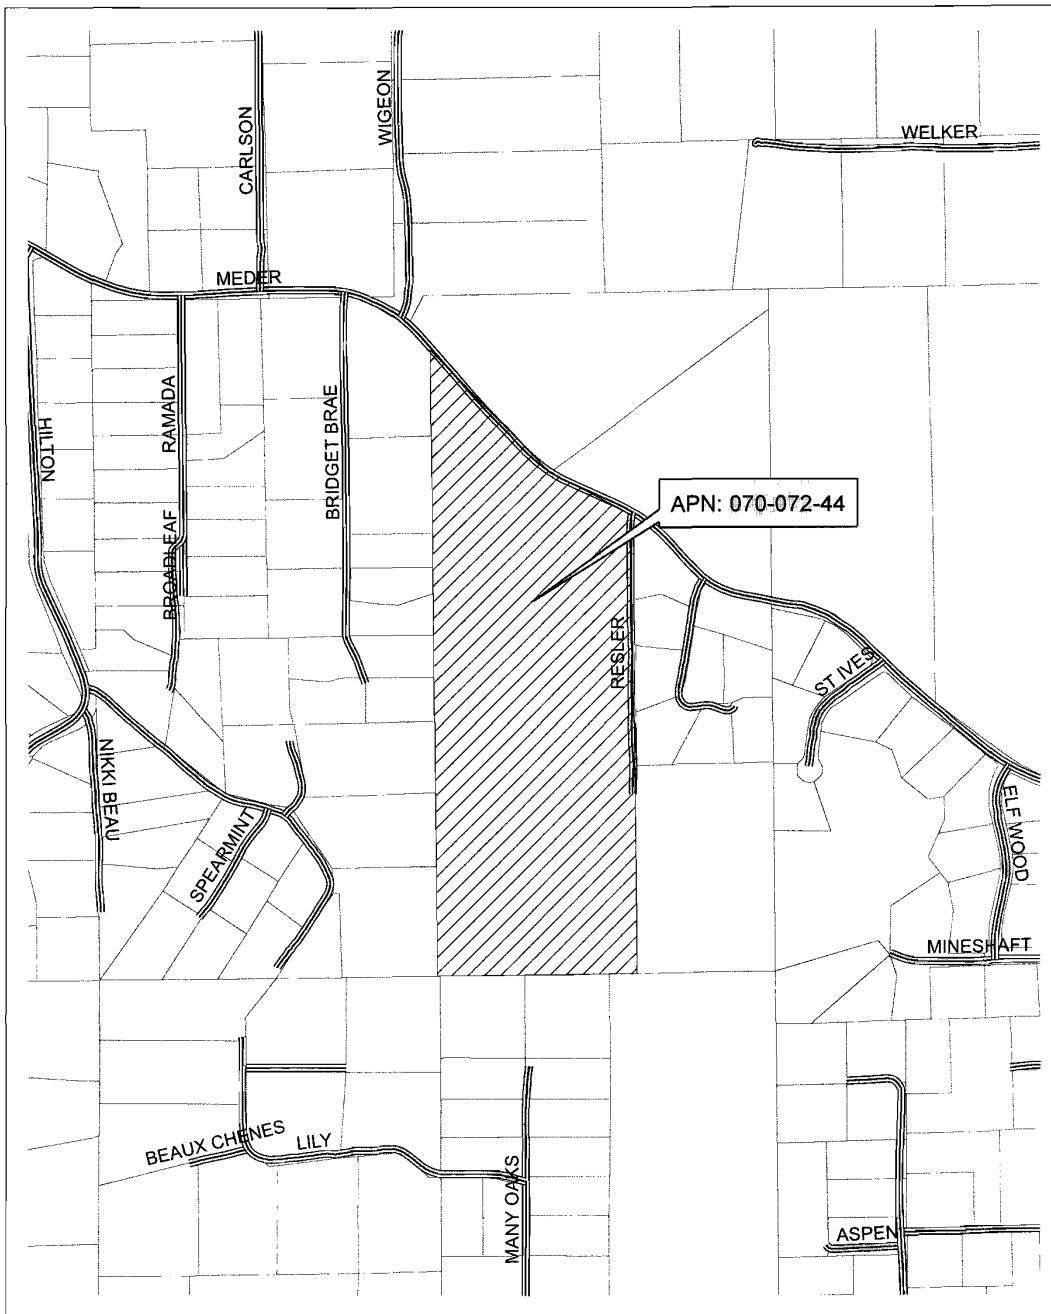 WELKER
CARLSON
WIGEON
MEDER
HILTON
RAMADA
BRIDGET BRAE
APN: 070-072-44
BROADLEAF
RESLER
ST IVES
NIKKI BEAU
SPEARMINT
ELF WOOD
MINESHAFT
BEAUX CHENES
LILY
MANY OAKS
ASPEN